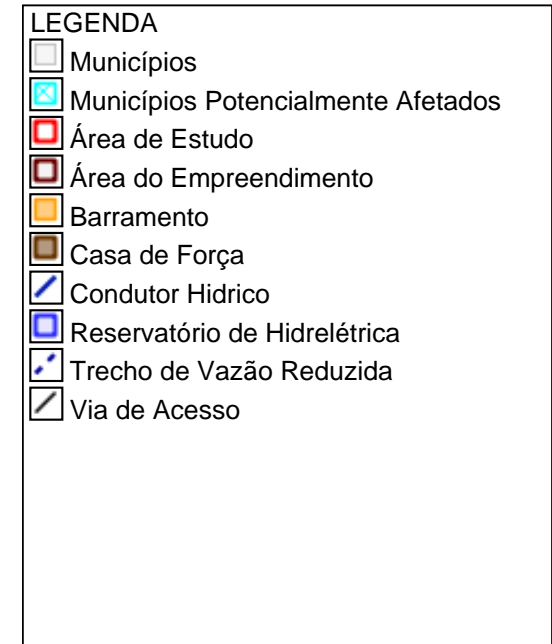 LEGENDA
Municípios
Municípios Potencialmente Afetados
Área de Estudo
Área do Empreendimento
Barramento
Casa de Força
Condutor Hidrico
Reservatório de Hidrelétrica
Trecho de Vazão Reduzida
Via de Acesso